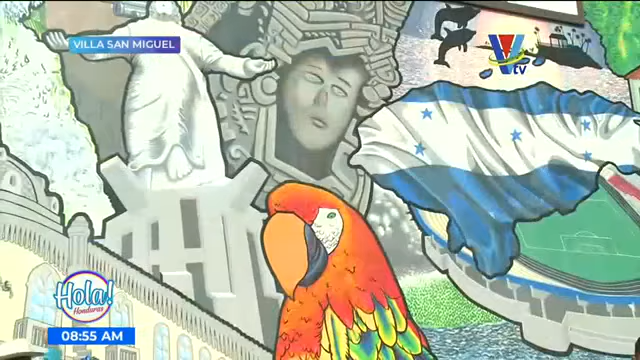 VILLA SAN MIGUEL
V
tv
Hola!
Honduras
08:55 AM